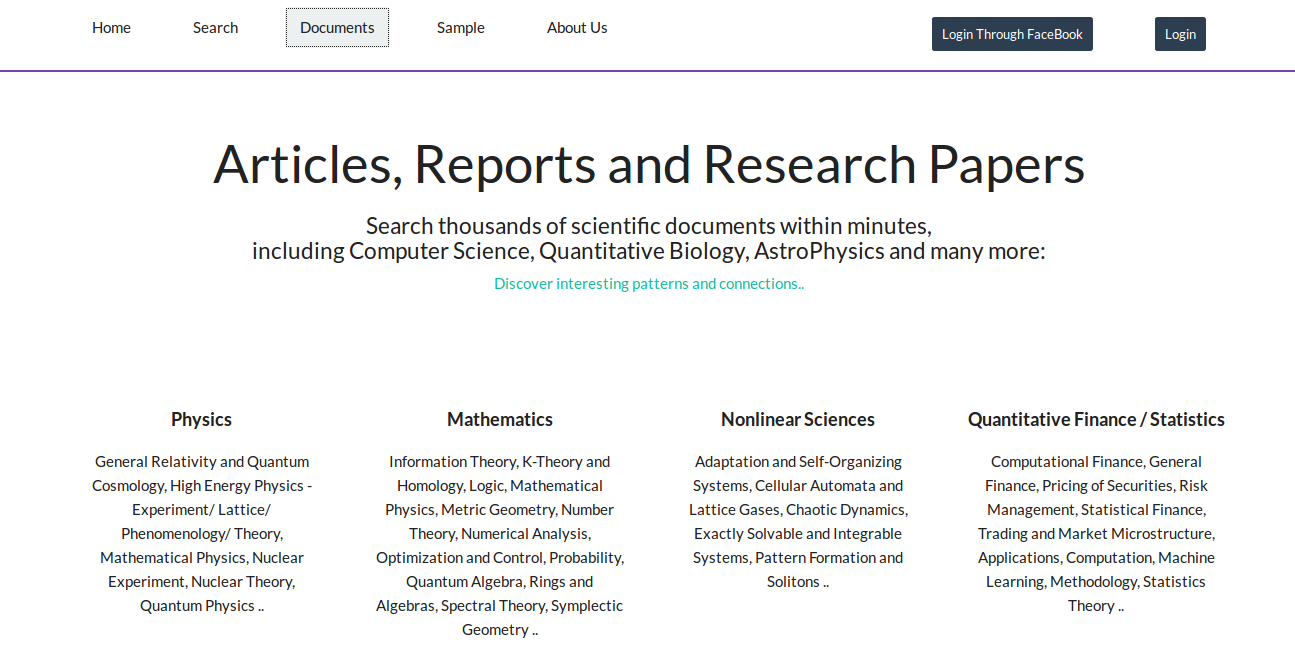 Home Search Documents Sample About Us Login Through FaceBook Login
Articles, Reports and Research Papers
Search thousands of scientific documents within minutes,
including Computer Science, Quantitative Biology, AstroPhysics and many more:
Discover interesting patterns and connections..
Physics
General Relativity and Quantum
Cosmology, High Energy Physics -
Experiment/ Lattice/
Phenomenology/ Theory,
Mathematical Physics, Nuclear
Experiment, Nuclear Theory,
Quantum Physics ..
Mathematics
Information Theory, K-Theory and
Homology, Logic, Mathematical
Physics, Metric Geometry, Number
Theory, Numerical Analysis,
Optimization and Control, Probability,
Quantum Algebra, Rings and
Algebras, Spectral Theory, Symplectic
Geometry ..
Nonlinear Sciences
Adaptation and Self-Organizing
Systems, Cellular Automata and
Lattice Gases, Chaotic Dynamics,
Exactly Solvable and Integrable
Systems, Pattern Formation and
Solitons ..
Quantitative Finance / Statistics
Computational Finance, General
Finance, Pricing of Securities, Risk
Management, Statistical Finance,
Trading and Market Microstructure,
Applications, Computation, Machine
Learning, Methodology, Statistics
Theory ..